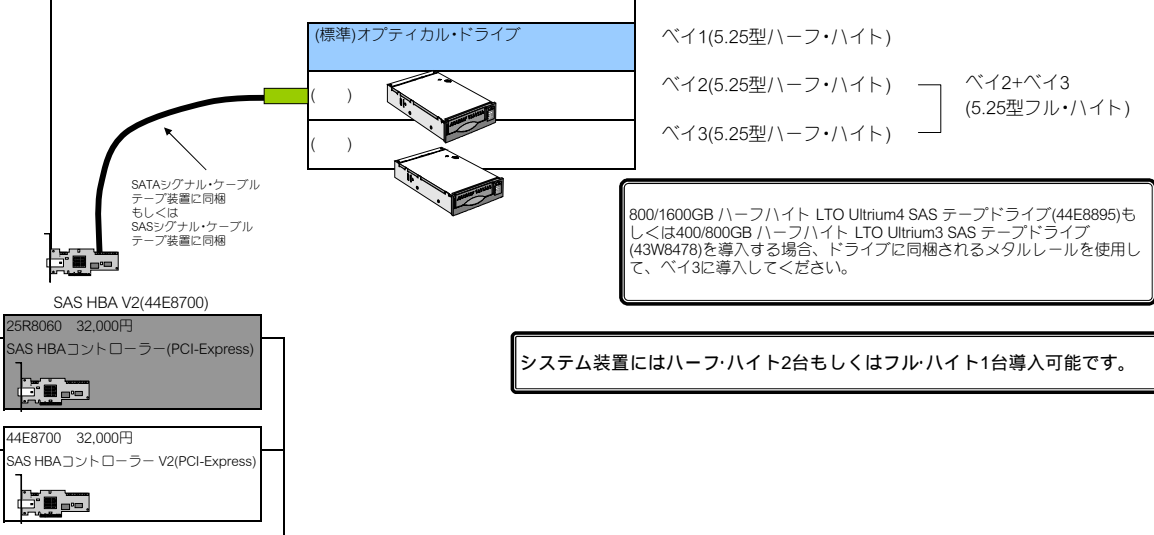 (標準)オプティカル・ドライブ
ベイ1(5.25型ハーフ・ハイト)
(　　)
ベイ2(5.25型ハーフ・ハイト)
ベイ2+ベイ3
(5.25型フル・ハイト)
(　　)
ベイ3(5.25型ハーフ・ハイト)
SATAシグナル・ケーブル
テープ装置に同梱
もしくは
SASシグナル・ケーブル
テープ装置に同梱
800/1600GB ハーフハイト LTO Ultrium4 SAS テープドライブ(44E8895)も
しくは400/800GB ハーフハイト LTO Ultrium3 SAS テープドライブ
(43W8478)を導入する場合、ドライブに同梱されるメタルレールを使用し
て、ベイ3に導入してください。
SAS HBA V2(44E8700)
25R8060　32,000円
SAS HBAコントローラー(PCI-Express)
システム装置にはハーフ・ハイト2台もしくはフル・ハイト1台導入可能です。
44E8700　32,000円
SAS HBAコントローラー V2(PCI-Express)